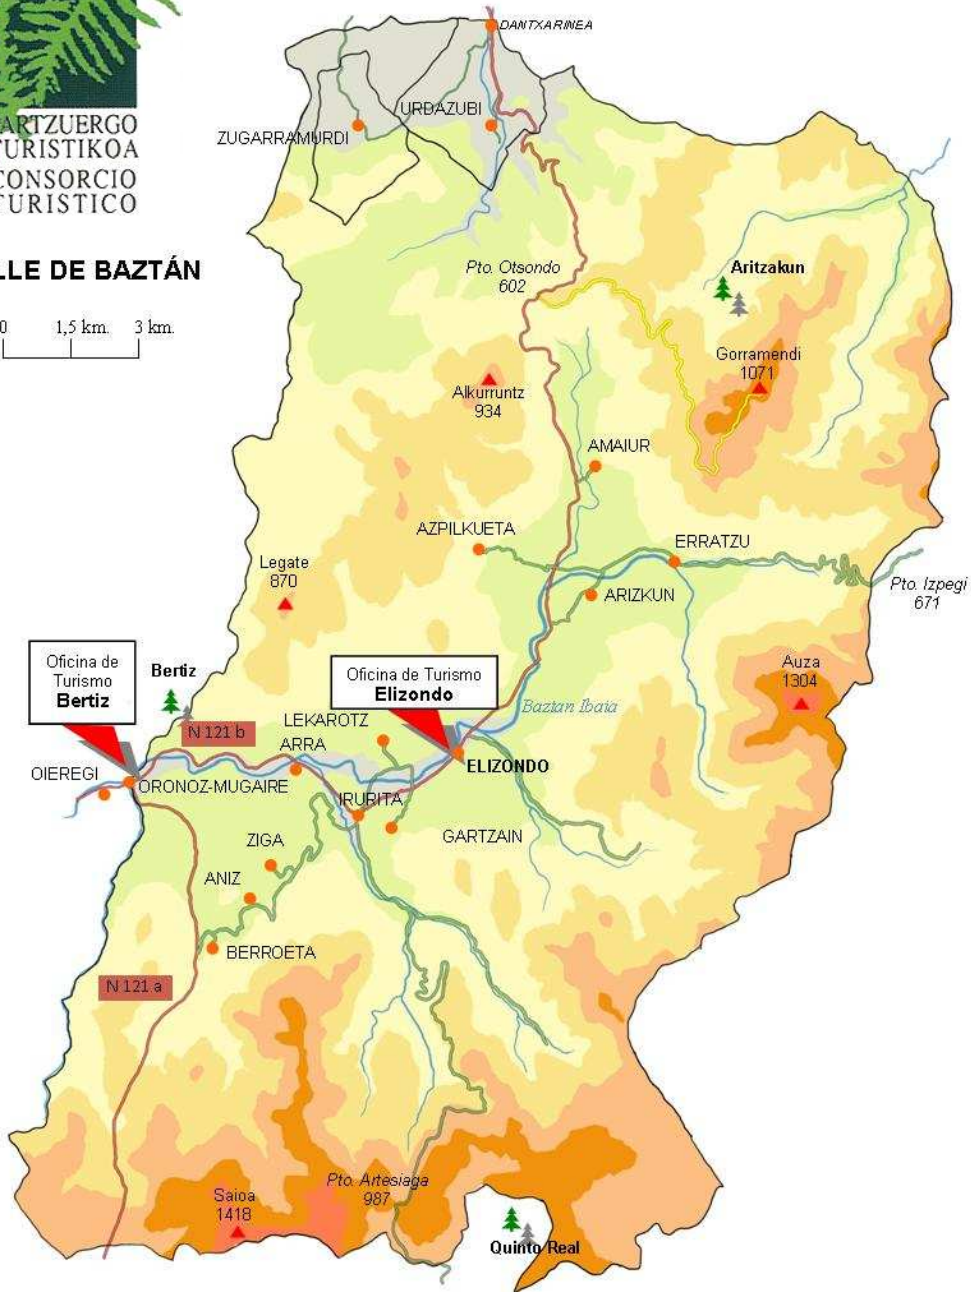 ARTZUERGO
TURISTIKOA
CONSORCIO
TURISTICO
LLE DE BAZTÁN
0 1,5 km. 3 km.
DANTXARINEA
URDAZUBI
ZUGARRAMURDI
Pto. Otsondo
602
Aritzakun
Gorramendi
1071
Alkurruntz
934
AMAIUR
AZPILKUETA
ERRATZU
Legate
870
ARIZKUN
Pto. Izpegi
671
Oficina de
Turismo
Bertiz
Bertiz
Oficina de Turismo
Elizondo
Auza
1304
Baztan Ibaia
LEKAROTZ
N 121 b
ARRA
ELIZONDO
OIEREGI
ORONOZ-MUGAIRE
IRURITA
GARTZAIN
ZIGA
ANIZ
BERROETA
N 121 a
Pto. Artesiaga
987
Saioa
1418
Quinto Real